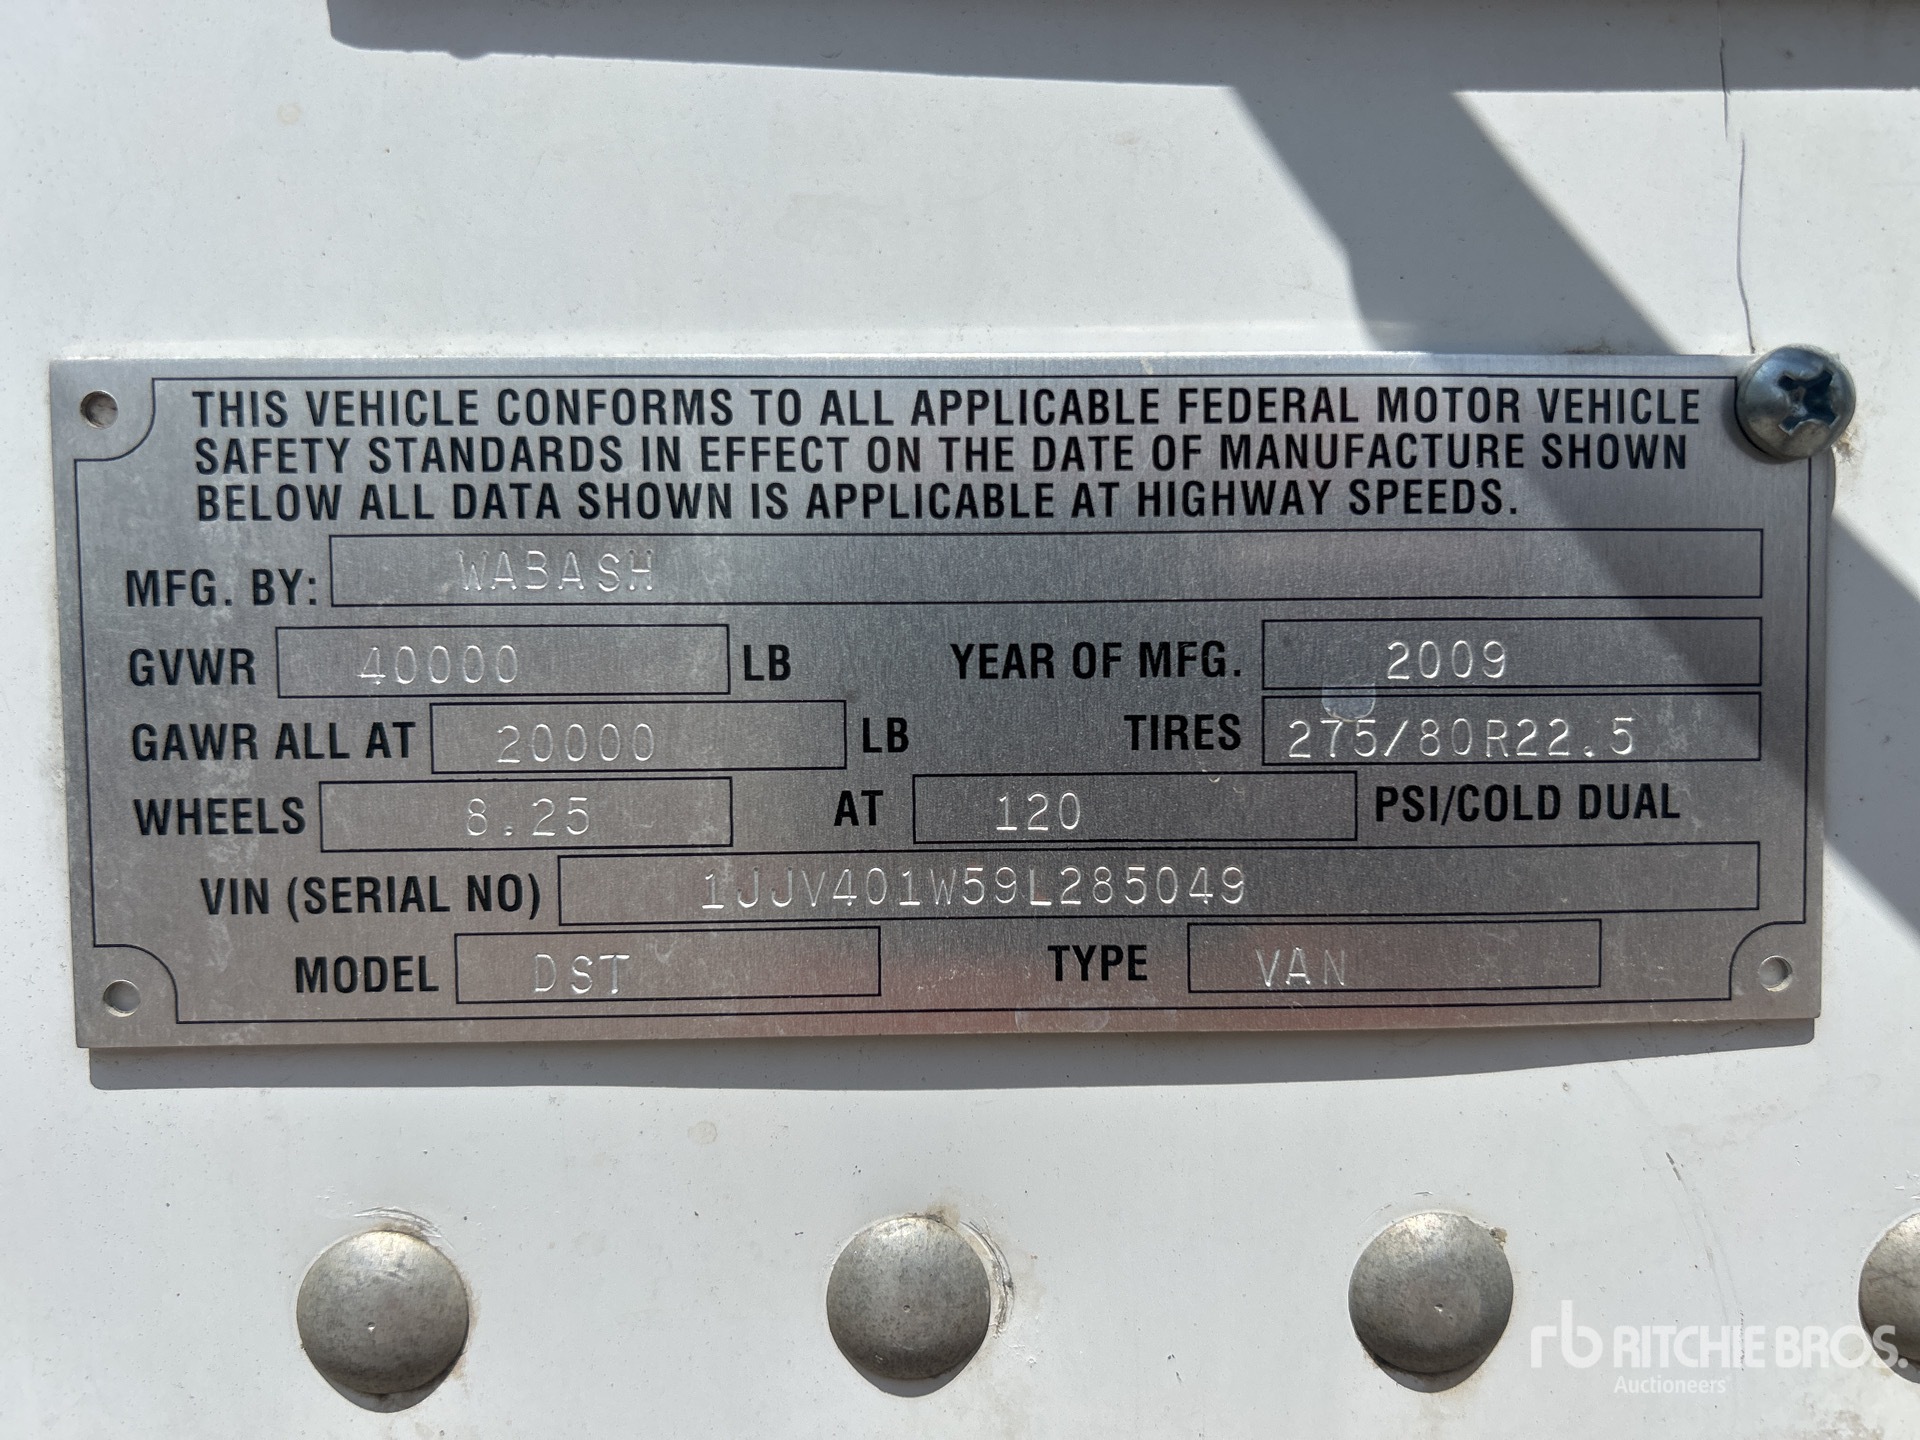 THIS VEHICLE CONFORMS TO ALL APPLICABLE FEDERAL MOTOR VEHICLE
SAFETY STANDARDS IN EFFECT ON THE DATE OF MANUFACTURE SHOWN
BELOW ALL DATA SHOWN IS APPLICABLE AT HIGHWAY SPEEDS.
MFG. BY: WABASH
GVWR 40000 LB YEAR OF MFG. 2009
GAWR ALL AT 20000 LB TIRES 275/80R22.5
WHEELS 8.25 AT 120 PSI/COLD DUAL
VIN (SERIAL NO) 1JJV401W59L285049
MODEL DST TYPE VAN
rb RITCHIE BROS.
Auctioneers